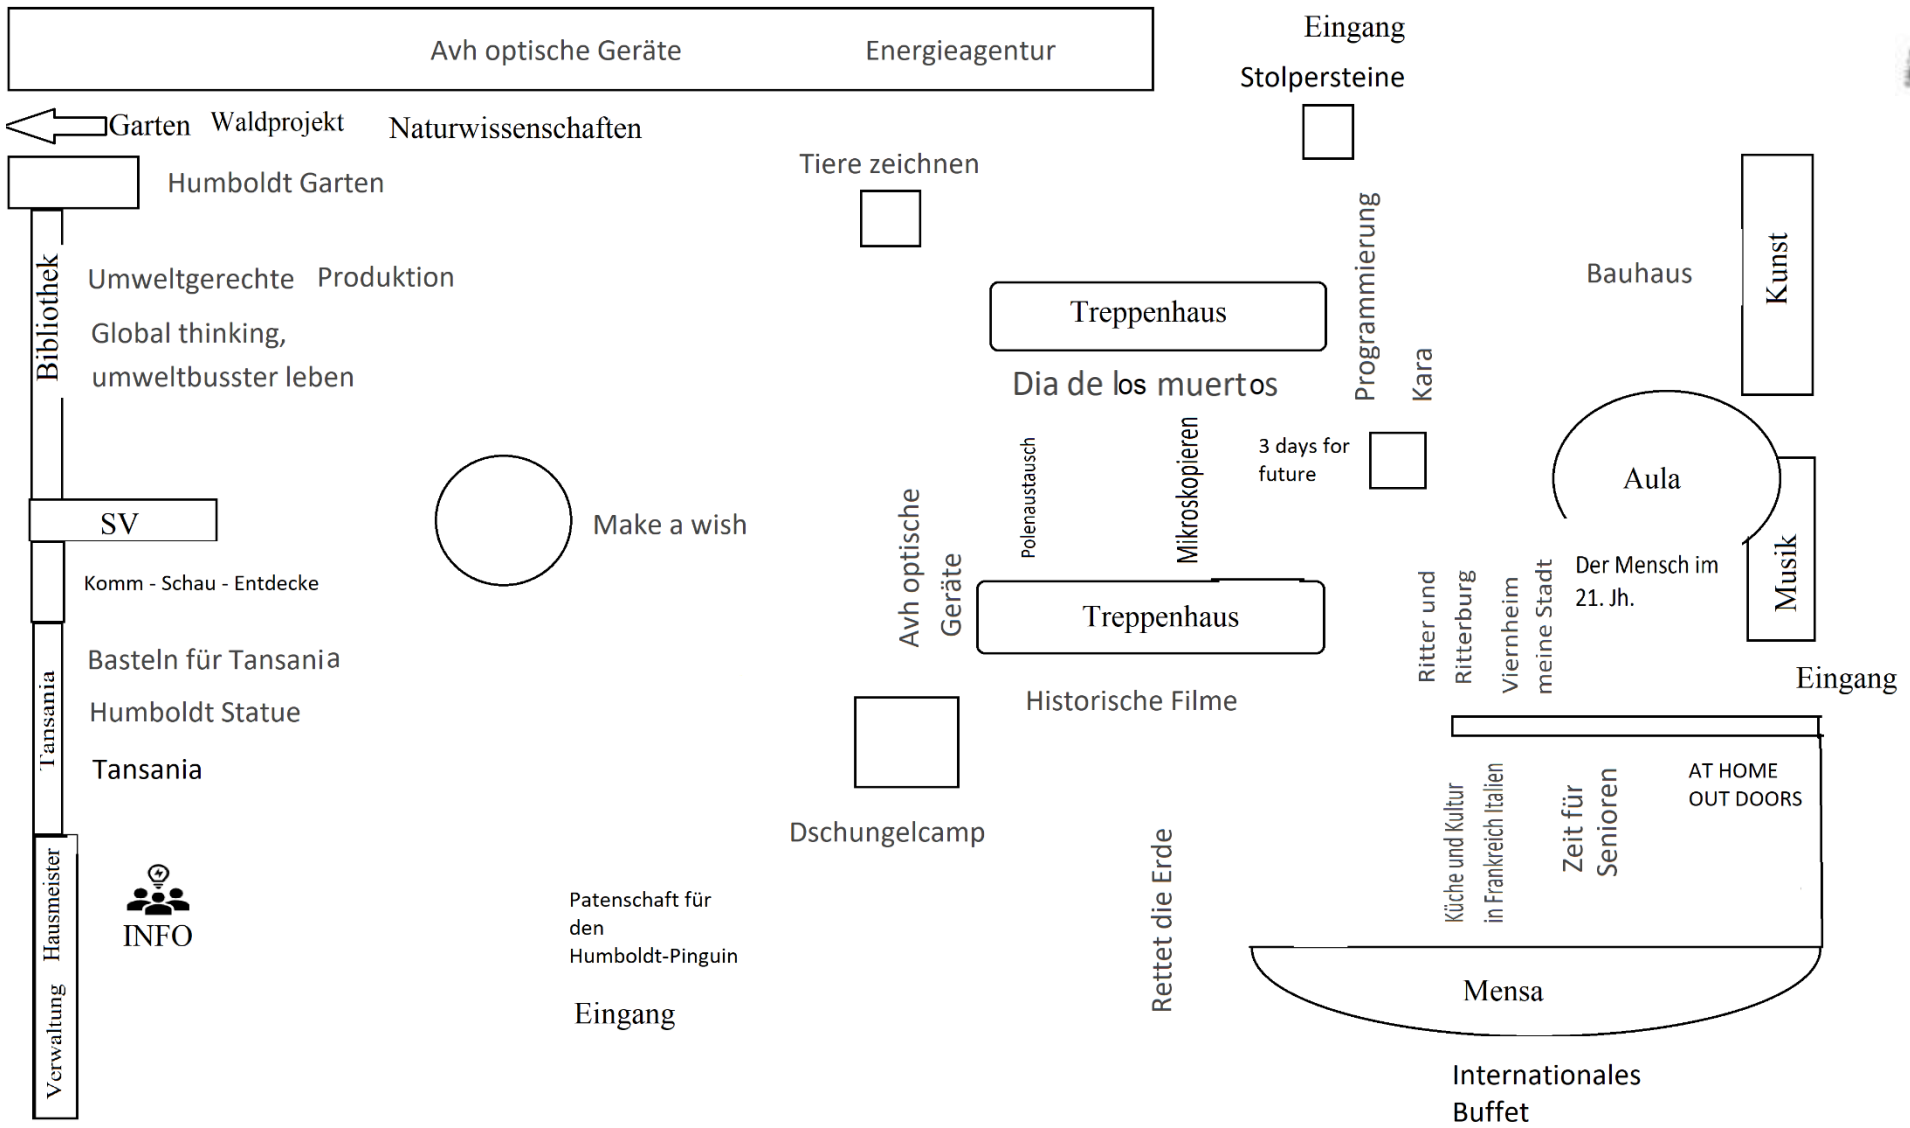 Avh optische Geräte
Energieagentur
Eingang
Stolpersteine
Garten
Waldprojekt
Naturwissenschaften
Humboldt Garten
Tiere zeichnen
Bibliothek
Umweltgerechte Produktion
Global thinking,
umweltbusster leben
Treppenhaus
Dia de los muertos
Programmierung
Kara
Bauhaus
Kunst
SV
Make a wish
Polenaustausch
Mikroskopieren
3 days for
future
Aula
Komm - Schau - Entdecke
Avh optische
Geräte
Treppenhaus
Ritter und
Ritterburg
Viernheim
meine Stadt
Der Mensch im
21. Jh.
Musik
Tansania
Basteln für Tansania
Humboldt Statue
Tansania
Historische Filme
Eingang
Dschungelcamp
Küche und Kultur
in Frankreich Italien
Zeit für
Senioren
AT HOME
OUT DOORS
Hausmeister
Verwaltung
INFO
Patenschaft für
den
Humboldt-Pinguin
Eingang
Rettet die Erde
Mensa
Internationales
Buffet